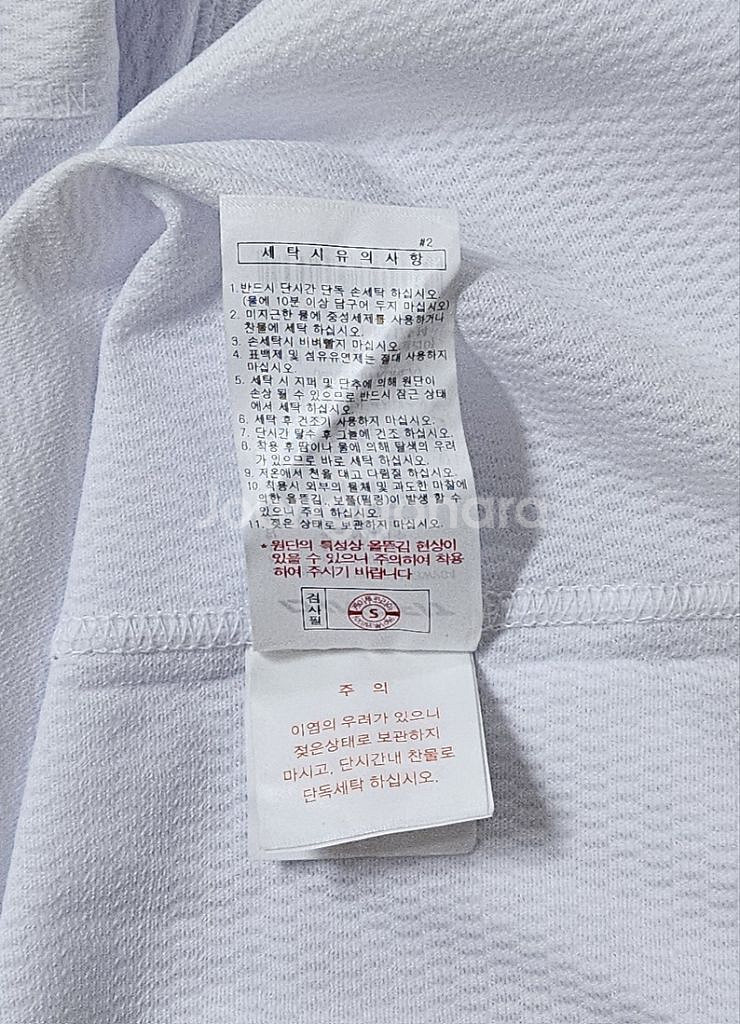 #2
세탁시유의사항
1. 반드시 단시간 단독 손세탁 하십시오.
(물에 10분 이상 담구어 두지 마십시오)
2. 미지근한 물에 중성세제를 사용하거나
찬물에 세탁 하십시오.
3. 손세탁시 비벼빨지 마십시오.
4. 표백제 및 섬유유연제는 절대 사용하지
마십시오.
5. 세탁 시 지퍼 및 단추에 의해 원단이
손상 될 수 있으므로 반드시 잠근 상태
에서 세탁 하십시오.
6. 세탁 후 건조기 사용하지 마십시오.
7. 단시간 탈수 후 그늘에 건조 하십시오.
8. 착용 후 땀이나 물에 의해 탈색의 우려
가 있으므로 바로 세탁 하십시오.
9. 저온에서 천을 대고 다림질 하십시오.
10. 착용시 외부의 물체 및 과도한 마찰에
의한 올뜯김., 보풀(필링)이 발생 할 수
있으니 주의 하십시오.
11. 젖은 상태로 보관하지 마십시오.
*원단의 특성상 올뜯김 현상이
있을 수 있으니 주의하여 착용
하여 주시기 바랍니다
검사필
S
주 의
이염의 우려가 있으니
젖은상태로 보관하지
마시고, 단시간내 찬물로
단독세탁 하십시오.